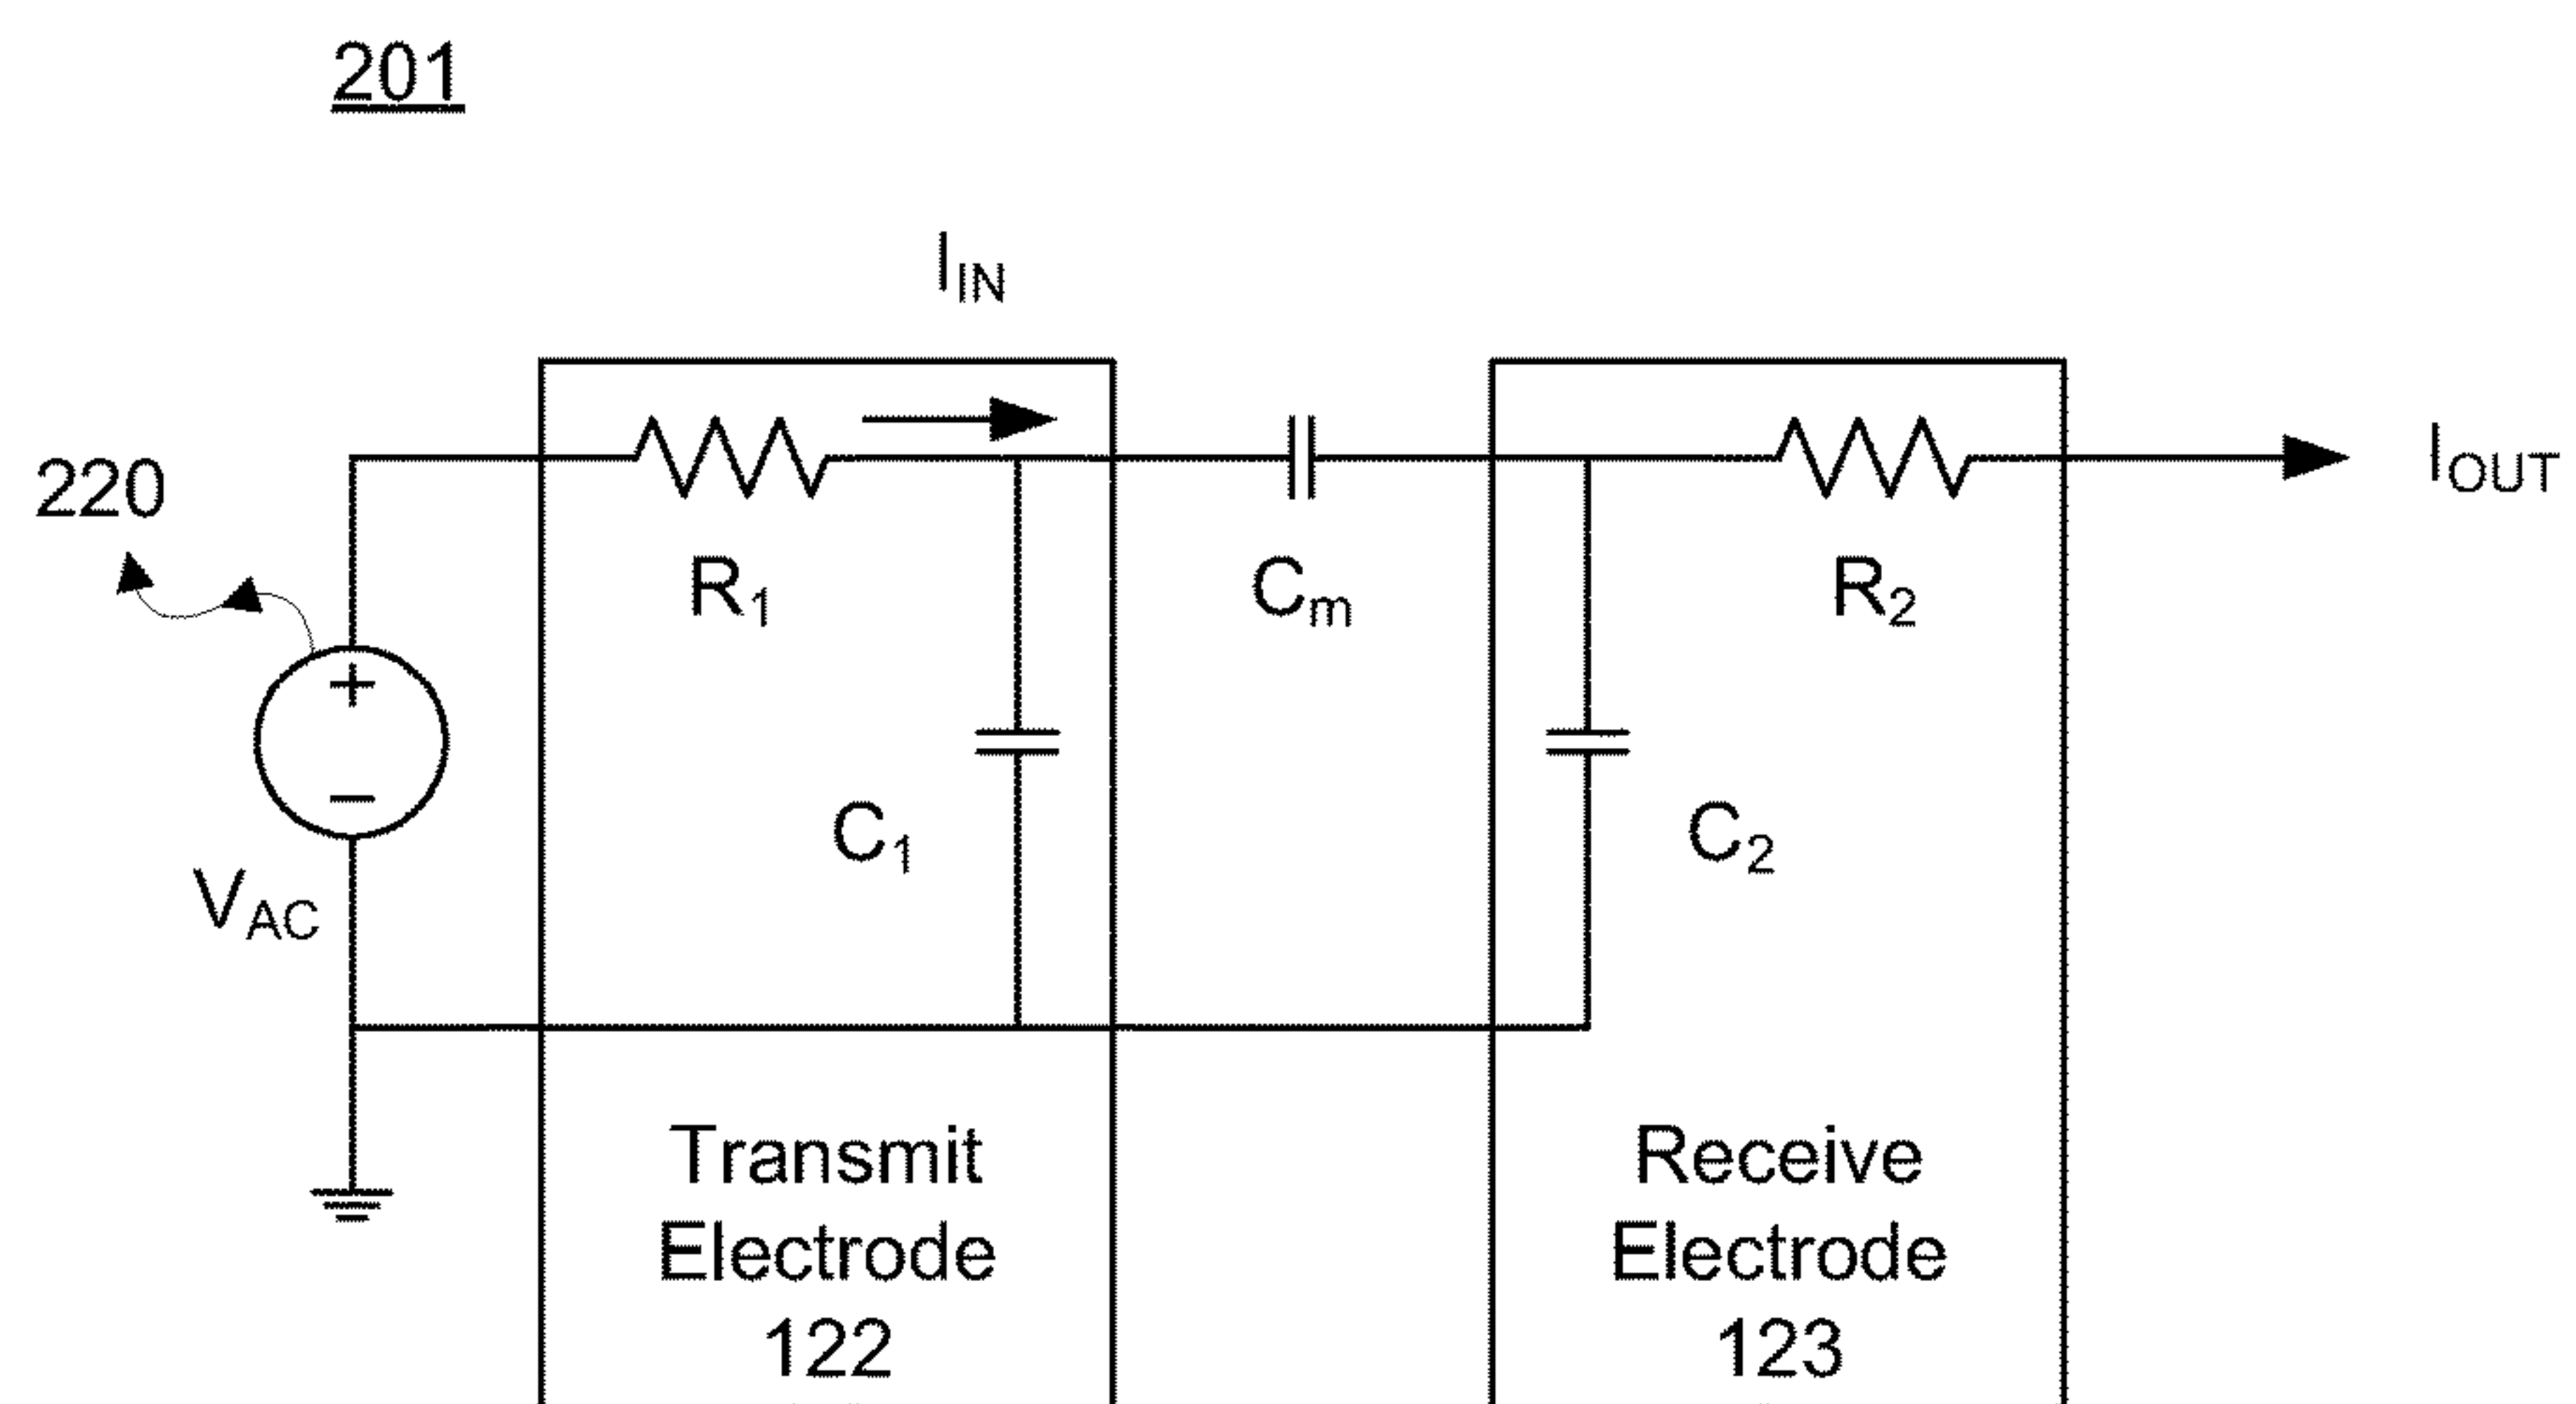 201
I_IN
220
I_OUT
R_1
C_m
R_2
+
−
C_1
C_2
V_AC
Transmit
Electrode
122
Receive
Electrode
123